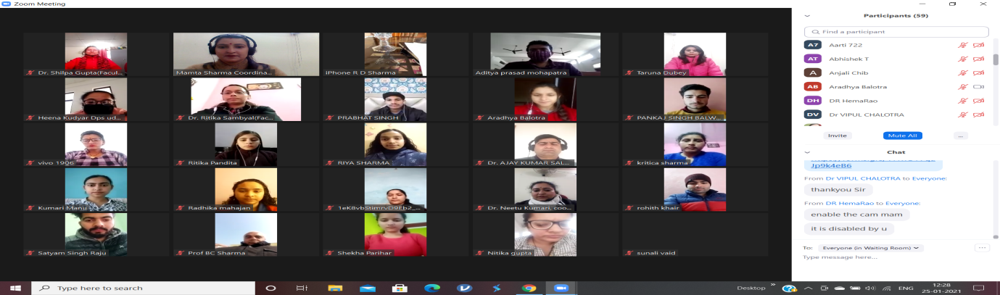 Zoom Meeting
Participants (59)
Find a participant
A7 Aarti 722
AT Abhishek T
A Anjali Chib
AB Aradhya Balotra
DH DR HemaRao
DV Dr VIPUL CHALOTRA
Invite Mute All ...
Chat
Jp9k4eB6
From Dr VIPUL CHALOTRA to Everyone:
thankyou Sir
From DR HemaRao to Everyone:
enable the cam mam
it is disabled by u
To: Everyone (in Waiting Room)
Type message here...
Dr. Shilpa Gupta(Facul...
Mamta Sharma Coordina...
iPhone R D Sharma
Aditya prasad mohapatra
Taruna Dubey
Heena Kudyar Dps ud...
Dr. Ritika Sambyal(Fac...
PRABHAT SINGH
Aradhya Balotra
PANKAJ SINGH BALW...
vivo 1906
Ritika Pandita
RIYA SHARMA
Dr. AJAY KUMAR SAL...
kritica sharma
Kumari Manu
Radhika mahajan
Dr. Neetu Kumari, coo...
rohith khair
Satyam Singh Raju
Prof BC Sharma
Shekha Parihar
Nitika gupta
sunali vaid
Type here to search
Desktop
ENG
12:28
25-01-2021